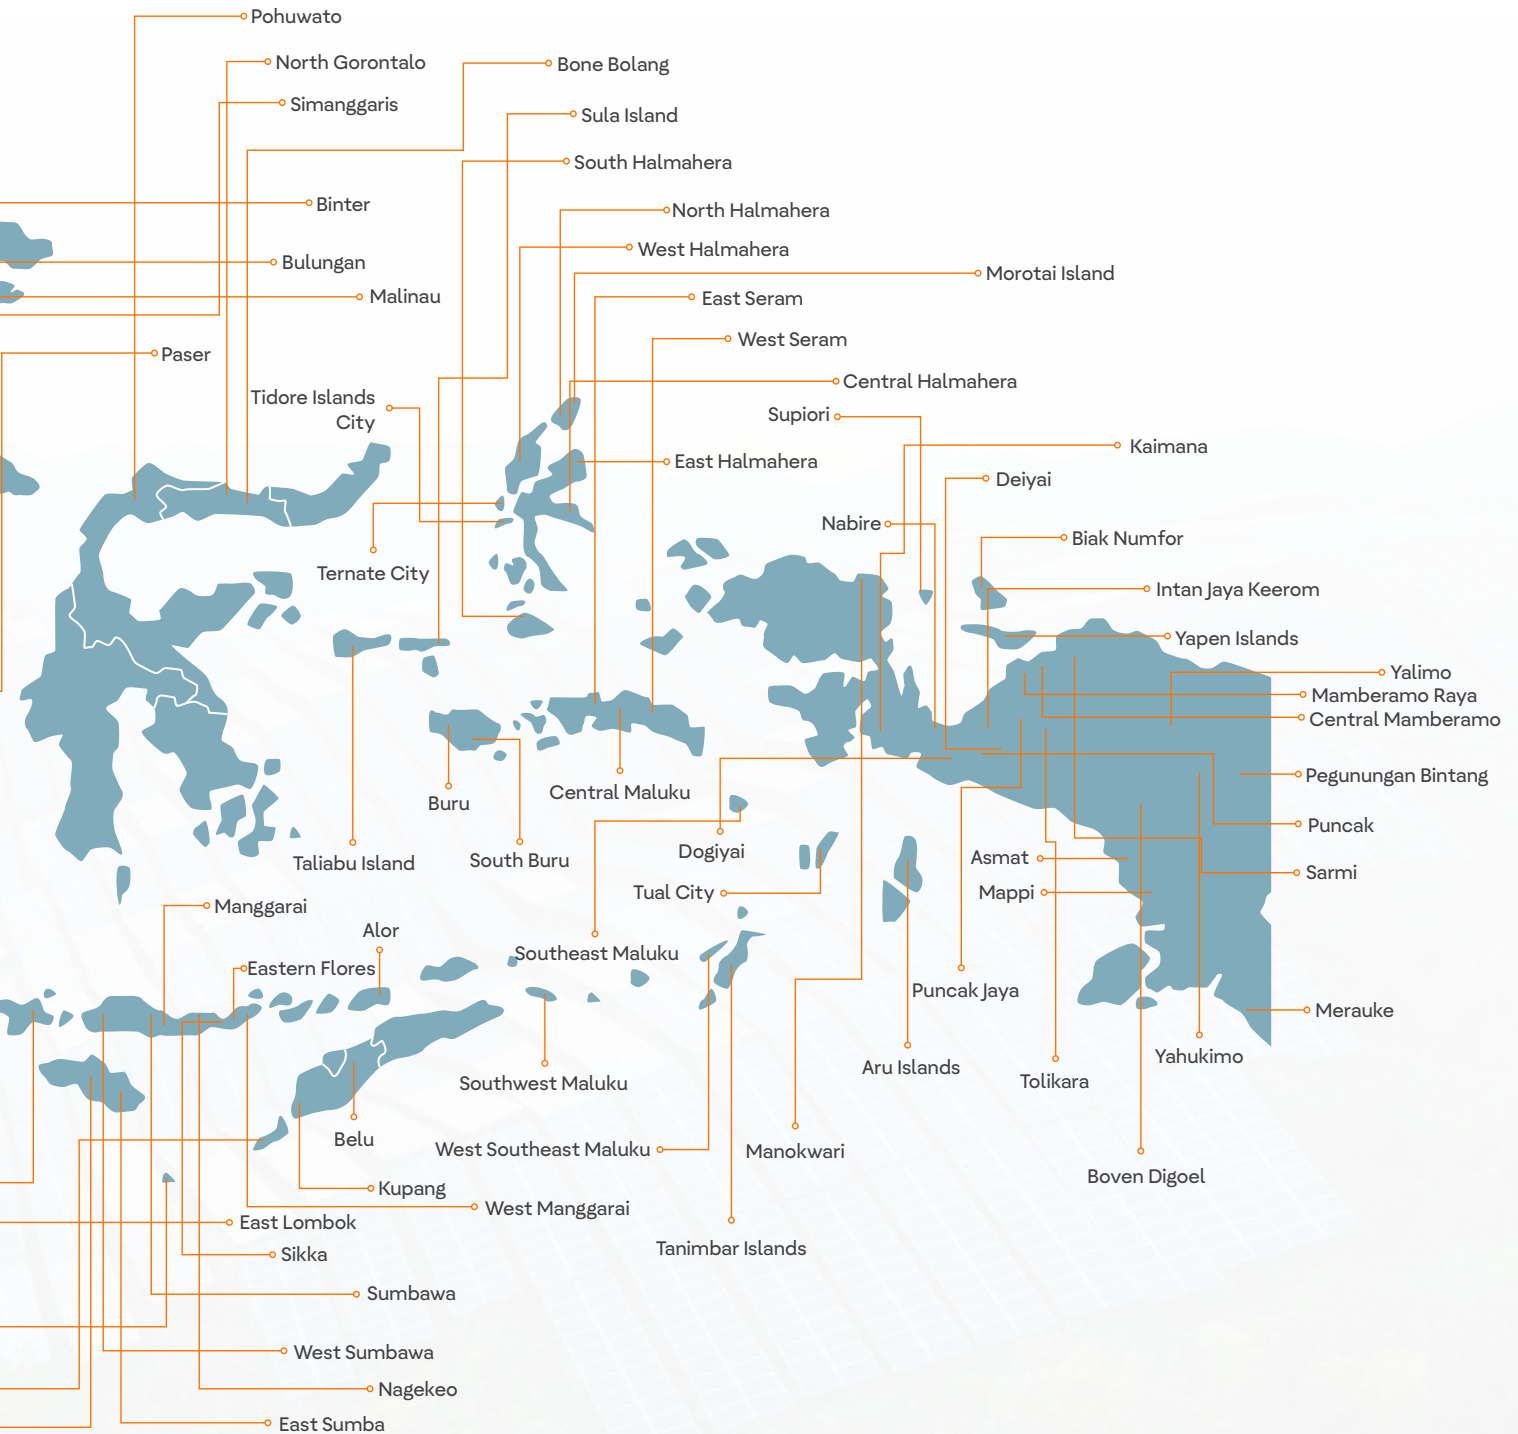 Pohuwato
North Gorontalo
Bone Bolang
Simanggaris
Sula Island
South Halmahera
Binter
North Halmahera
West Halmahera
Bulungan
Morotai Island
Malinau
East Seram
West Seram
Paser
Central Halmahera
Tidore Islands
City
Supiori
Kaimana
East Halmahera
Deiyai
Nabire
Biak Numfor
Ternate City
Intan Jaya Keerom
Yapen Islands
Yalimo
Mamberamo Raya
Central Mamberamo
Pegunungan Bintang
Buru
Central Maluku
Puncak
Taliabu Island
South Buru
Dogiyai
Asmat
Sarmi
Tual City
Mappi
Manggarai
Alor
Southeast Maluku
Eastern Flores
Puncak Jaya
Merauke
Yahukimo
Aru Islands
Southwest Maluku
Tolikara
Belu
West Southeast Maluku
Manokwari
Boven Digoel
Kupang
West Manggarai
East Lombok
Tanimbar Islands
Sikka
Sumbawa
West Sumbawa
Nagekeo
East Sumba